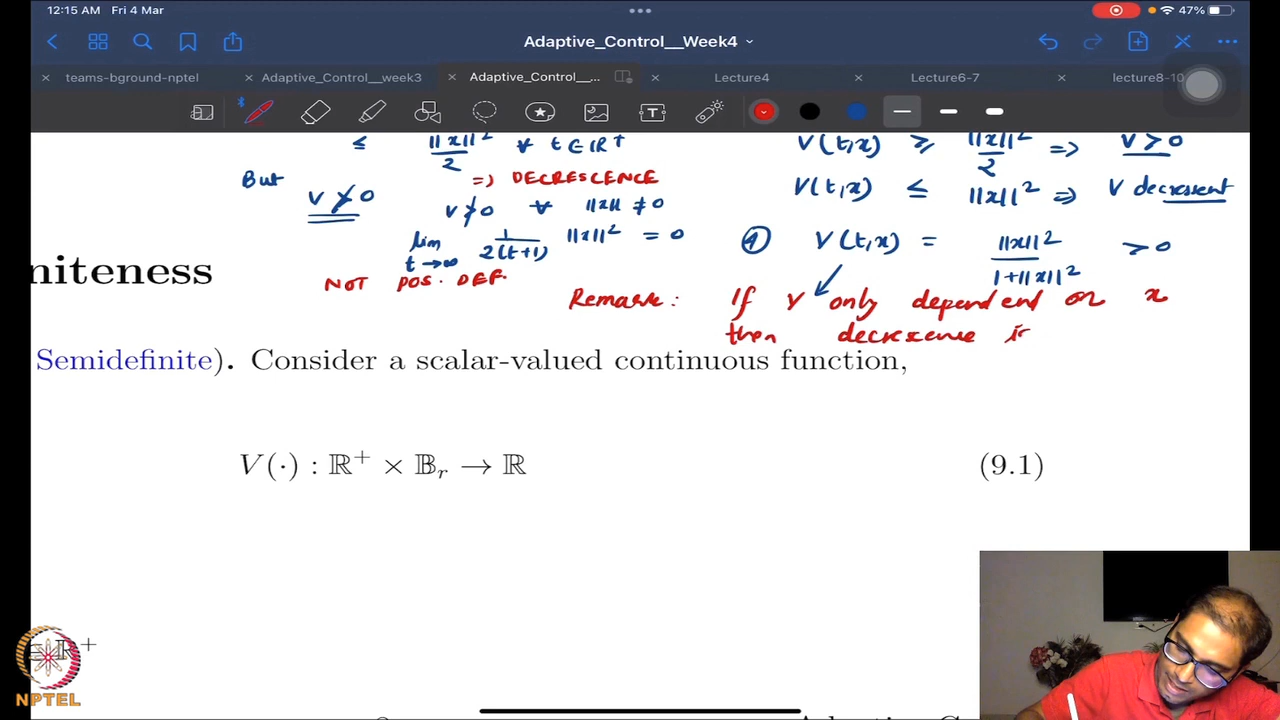 12:15 AM Fri 4 Mar
47%
Adaptive_Control__Week4
teams-bground-nptel
Adaptive_Control__week3
Adaptive_Control__...
Lecture4
Lecture6-7
lecture8-10
≤ ||x||²/2 ∀ t ∈ ℝ⁺
=> DECRESCENCE
But V ≯ 0
V ≯ 0 ∀ ||x|| ≠ 0
lim t→∞ 1/2(t+1) ||x||² = 0
NOT POS. DEF.
V(t,x) ≥ ||x||²/2 => V > 0
V(t,x) ≤ ||x||² => V decrescent
④ V(t,x) = ||x||²/1+||x||² > 0
Remark: If V only dependent on x
then decrescence is
niteness
Semidefinite). Consider a scalar-valued continuous function,
V(·) : ℝ⁺ × 𝔹ᵣ → ℝ (9.1)
ℝ⁺
NPTEL